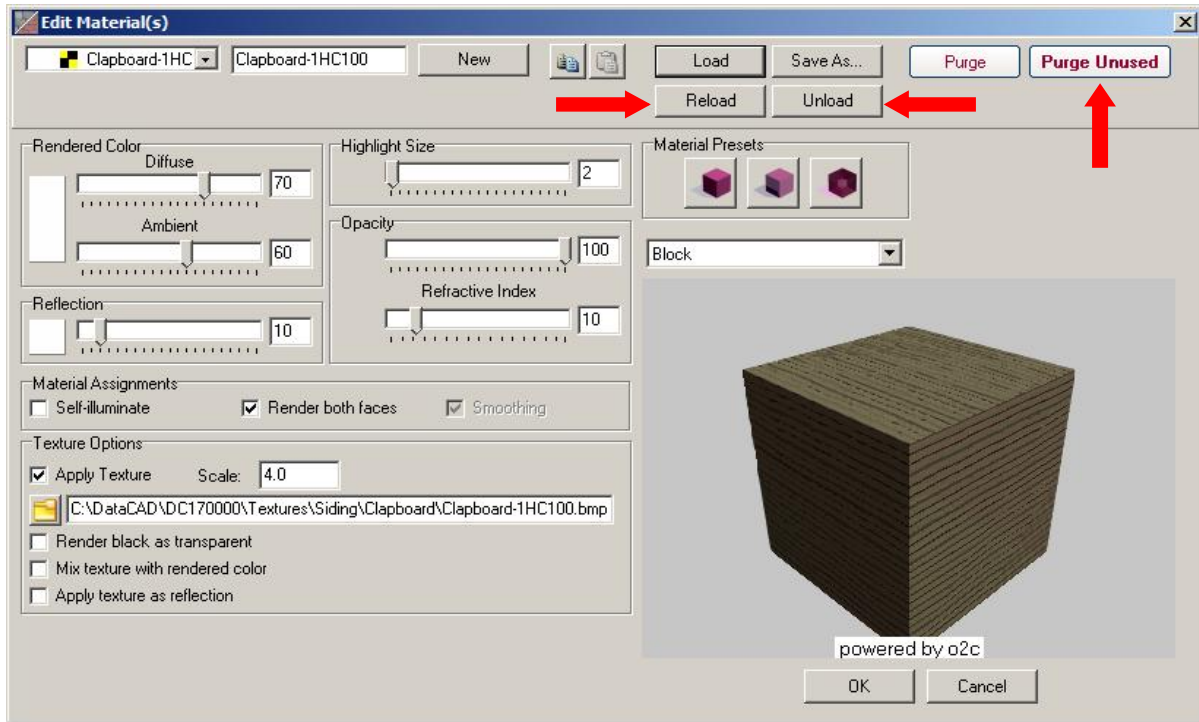 Edit Material(s)
Clapboard-1HC
Clapboard-1HC100
New
Load
Save As...
Purge
Purge Unused
Reload
Unload
Rendered Color
Diffuse
70
Ambient
60
Reflection
10
Highlight Size
2
Opacity
100
Refractive Index
10
Material Presets
Block
Material Assignments
Self-illuminate
Render both faces
Smoothing
Texture Options
Apply Texture
Scale:
4.0
C:\DataCAD\DC170000\Textures\Siding\Clapboard\Clapboard-1HC100.bmp
Render black as transparent
Mix texture with rendered color
Apply texture as reflection
powered by o2c
OK
Cancel